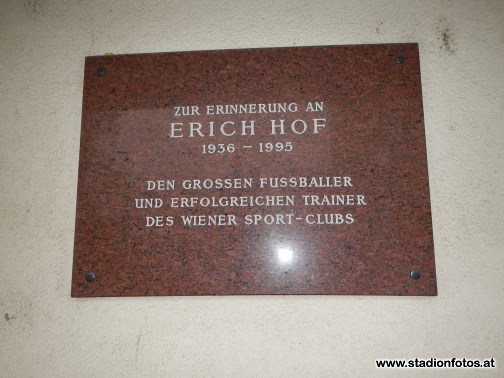 ZUR ERINNERUNG AN
ERICH HOF
1936 – 1995
DEN GROSSEN FUSSBALLER
UND ERFOLGREICHEN TRAINER
DES WIENER SPORT-CLUBS
www.stadionfotos.at